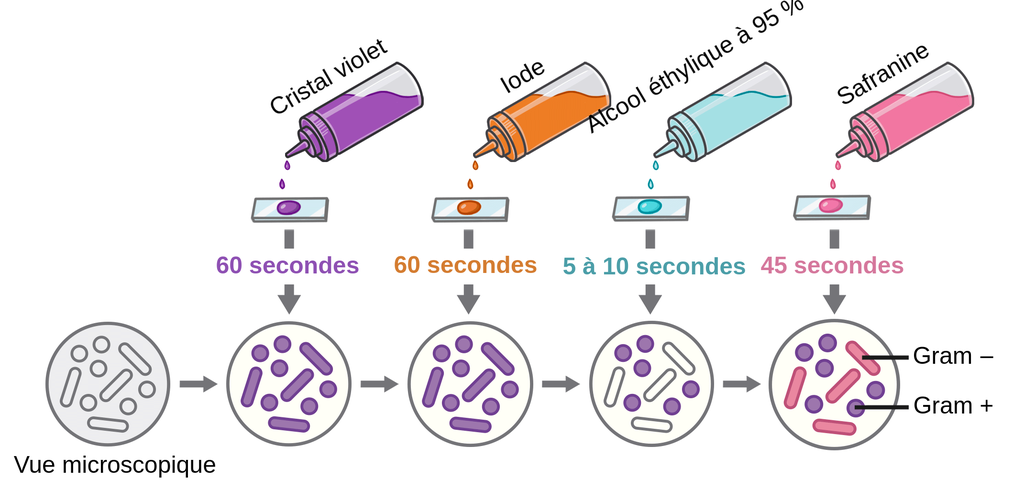 Cristal violet
Iode
Alcool éthylique à 95 %
Safranine
60 secondes
60 secondes
5 à 10 secondes
45 secondes
Gram –
Gram +
Vue microscopique